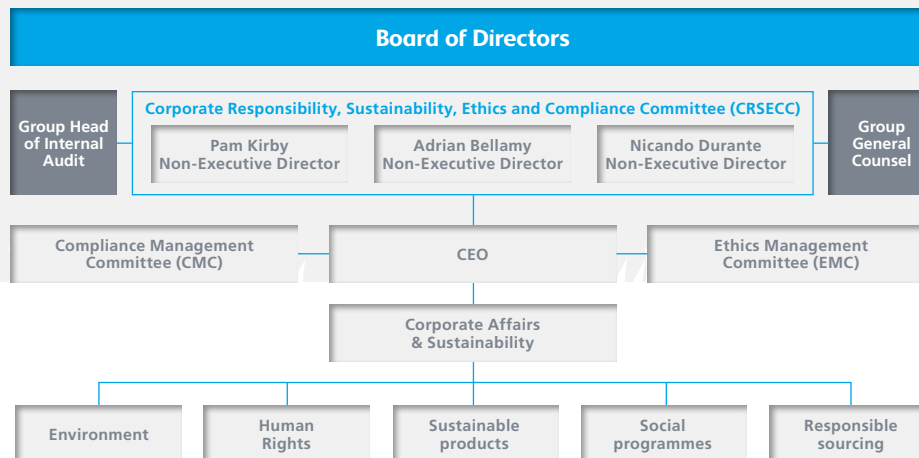 Board of Directors
Corporate Responsibility, Sustainability, Ethics and Compliance Committee (CRSECC)
Group Head
of Internal
Audit
Pam Kirby
Non-Executive Director
Adrian Bellamy
Non-Executive Director
Nicando Durante
Non-Executive Director
Group
General
Counsel
Compliance Management
Committee (CMC)
CEO
Ethics Management
Committee (EMC)
Corporate Affairs
& Sustainability
Environment
Human
Rights
Sustainable
products
Social
programmes
Responsible
sourcing